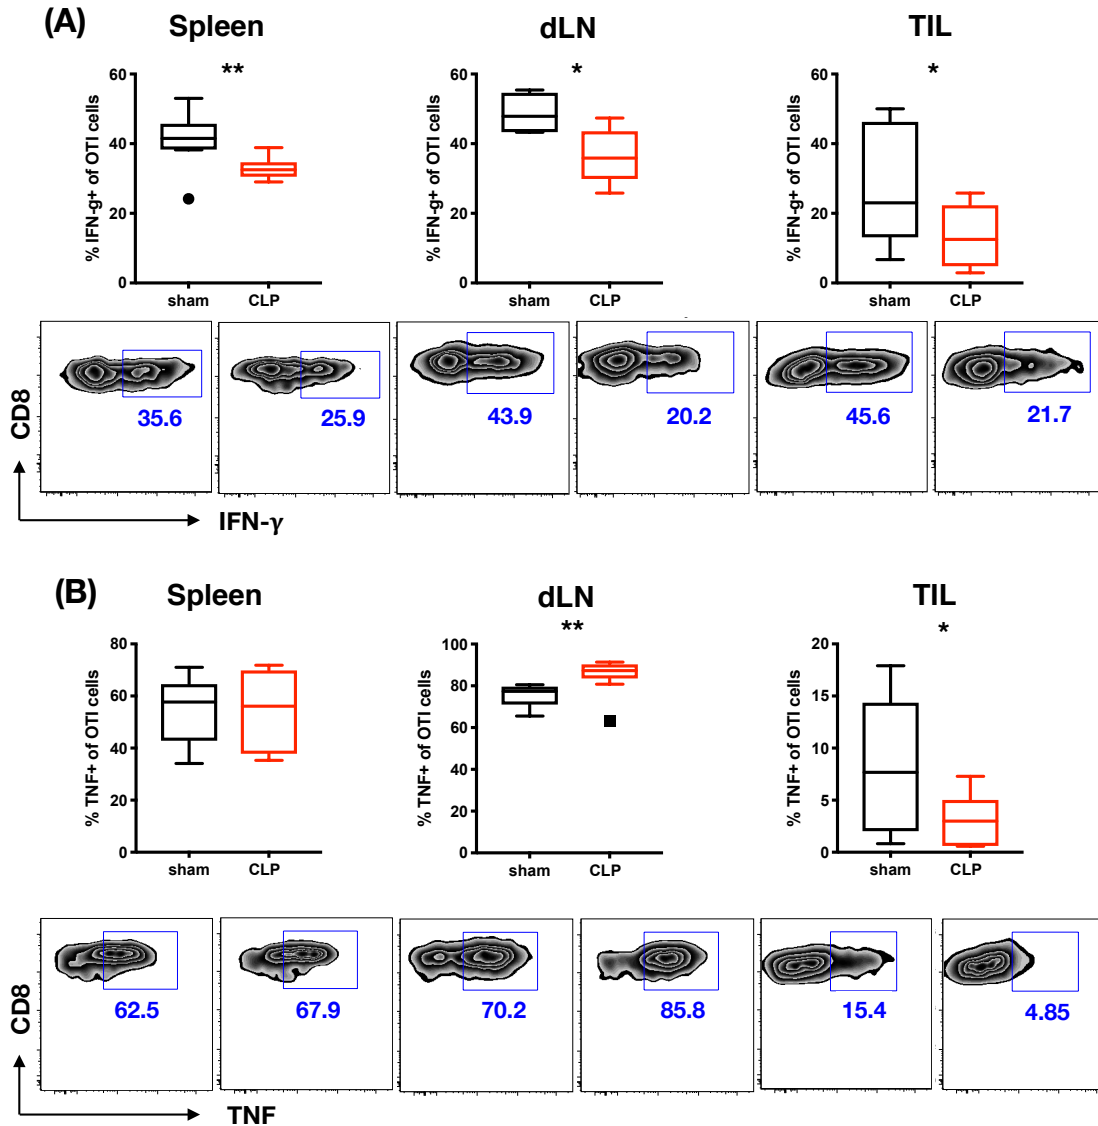 (A)
Spleen
dLN
TIL
**
*
*
% IFN-g+ of OTI cells
60
40
20
0
sham
CLP
% IFN-g+ of OTI cells
60
40
20
0
sham
CLP
% IFN-g+ of OTI cells
60
40
20
0
sham
CLP
CD8
35.6
25.9
43.9
20.2
45.6
21.7
IFN-γ
(B)
Spleen
dLN
TIL
**
*
% TNF+ of OTI cells
80
60
40
20
0
sham
CLP
% TNF+ of OTI cells
100
80
60
40
20
0
sham
CLP
% TNF+ of OTI cells
20
15
10
5
0
sham
CLP
CD8
62.5
67.9
70.2
85.8
15.4
4.85
TNF